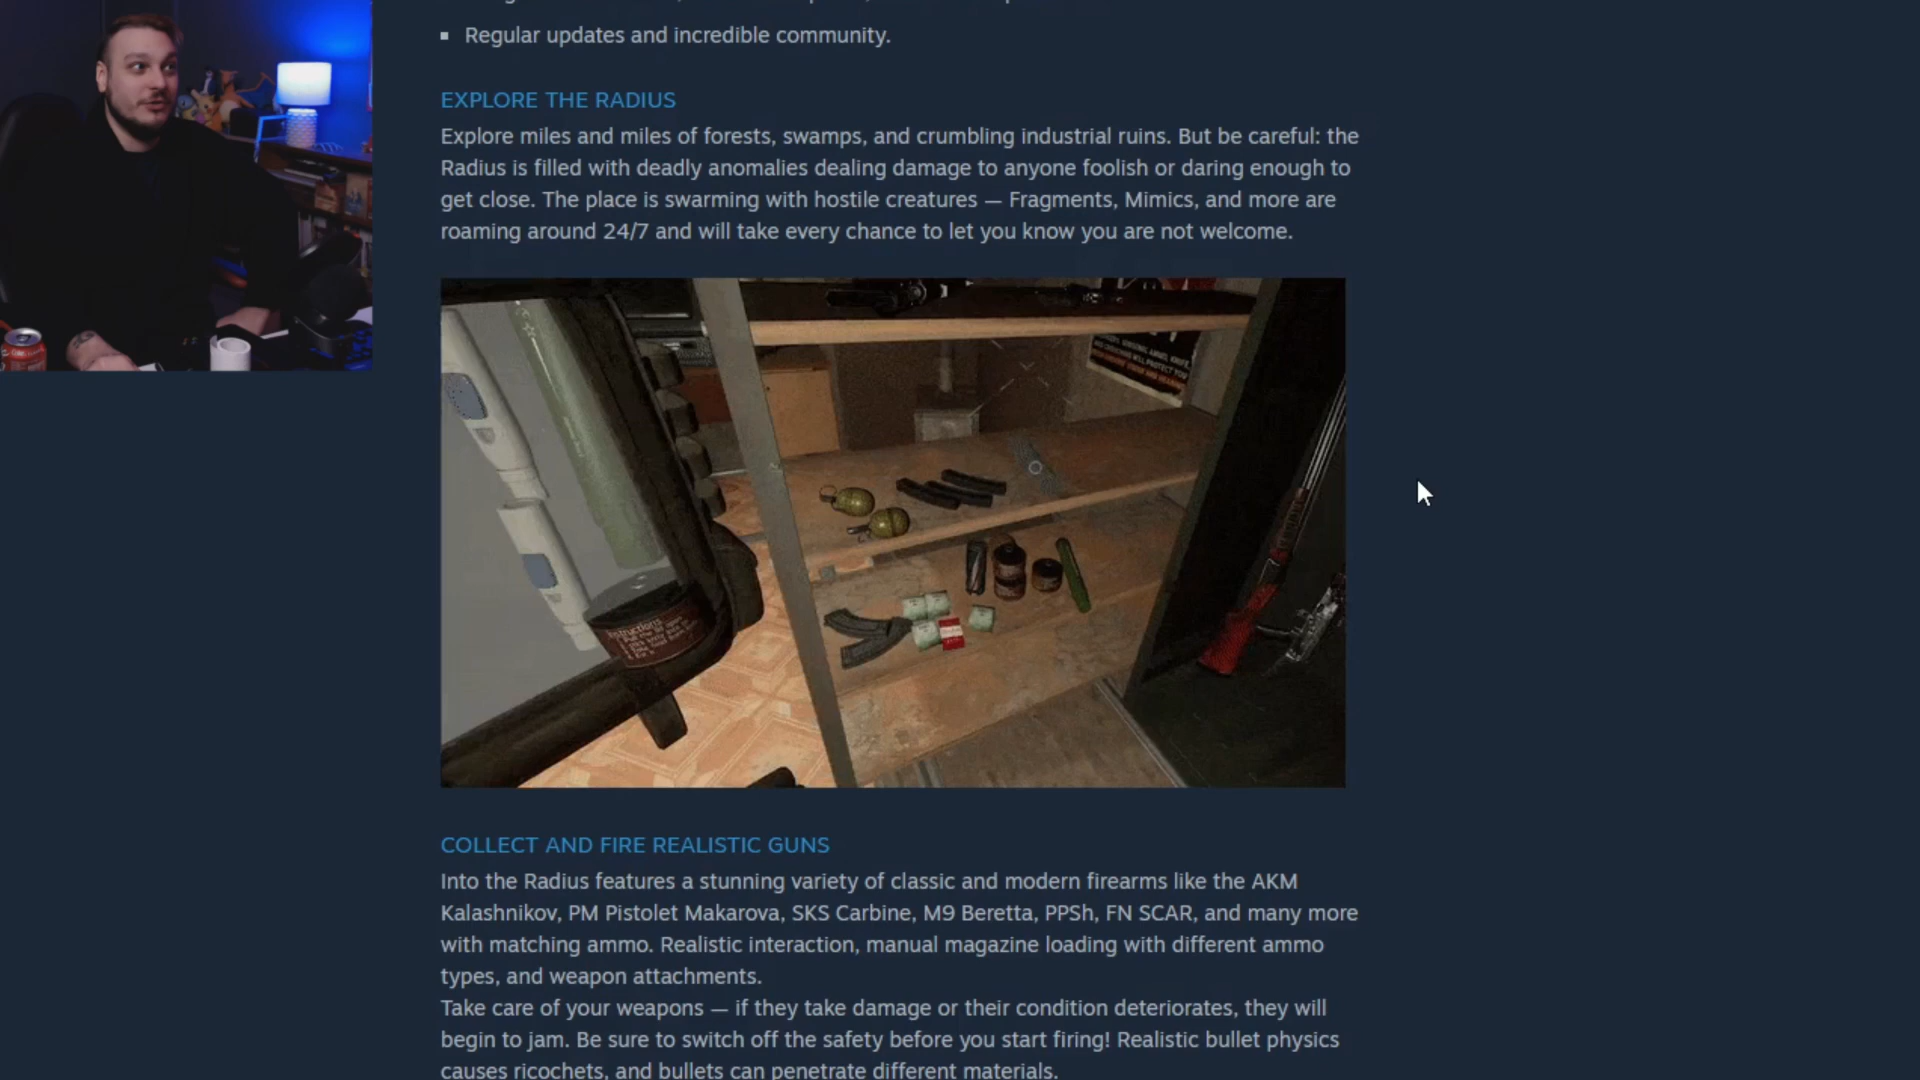 Regular updates and incredible community.
EXPLORE THE RADIUS
Explore miles and miles of forests, swamps, and crumbling industrial ruins. But be careful: the
Radius is filled with deadly anomalies dealing damage to anyone foolish or daring enough to
get close. The place is swarming with hostile creatures — Fragments, Mimics, and more are
roaming around 24/7 and will take every chance to let you know you are not welcome.
Instructions:
COLLECT AND FIRE REALISTIC GUNS
Into the Radius features a stunning variety of classic and modern firearms like the AKM
Kalashnikov, PM Pistolet Makarova, SKS Carbine, M9 Beretta, PPSh, FN SCAR, and many more
with matching ammo. Realistic interaction, manual magazine loading with different ammo
types, and weapon attachments.
Take care of your weapons — if they take damage or their condition deteriorates, they will
begin to jam. Be sure to switch off the safety before you start firing! Realistic bullet physics
causes ricochets, and bullets can penetrate different materials.